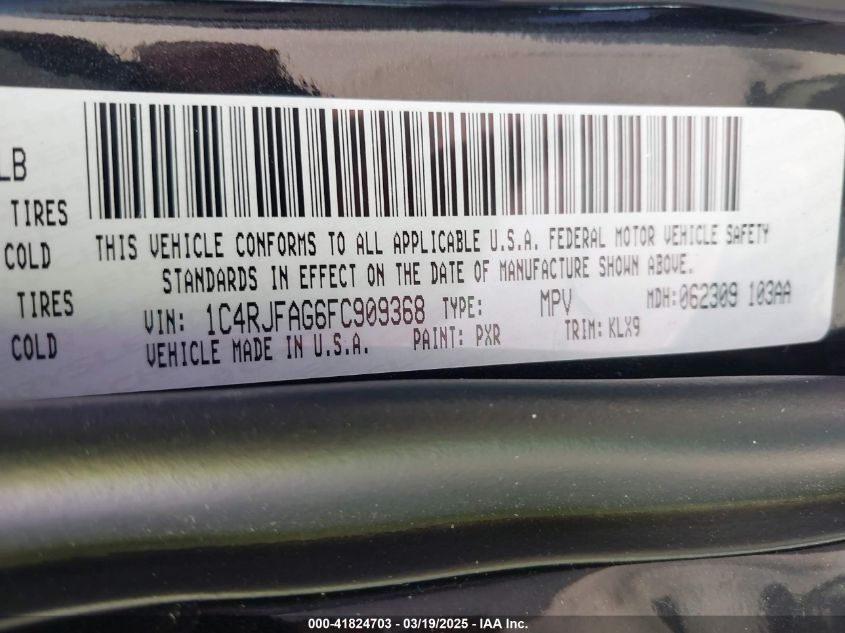 LB
TIRES
COLD
TIRES
COLD
THIS VEHICLE CONFORMS TO ALL APPLICABLE U.S.A. FEDERAL MOTOR VEHICLE SAFETY
STANDARDS IN EFFECT ON THE DATE OF MANUFACTURE SHOWN ABOVE.
VIN: 1C4RJFAG6FC909368 TYPE: MPV MDH:062309 103AA
VEHICLE MADE IN U.S.A. PAINT: PXR TRIM:KLX9
000-41824703 - 03/19/2025 - IAA Inc.